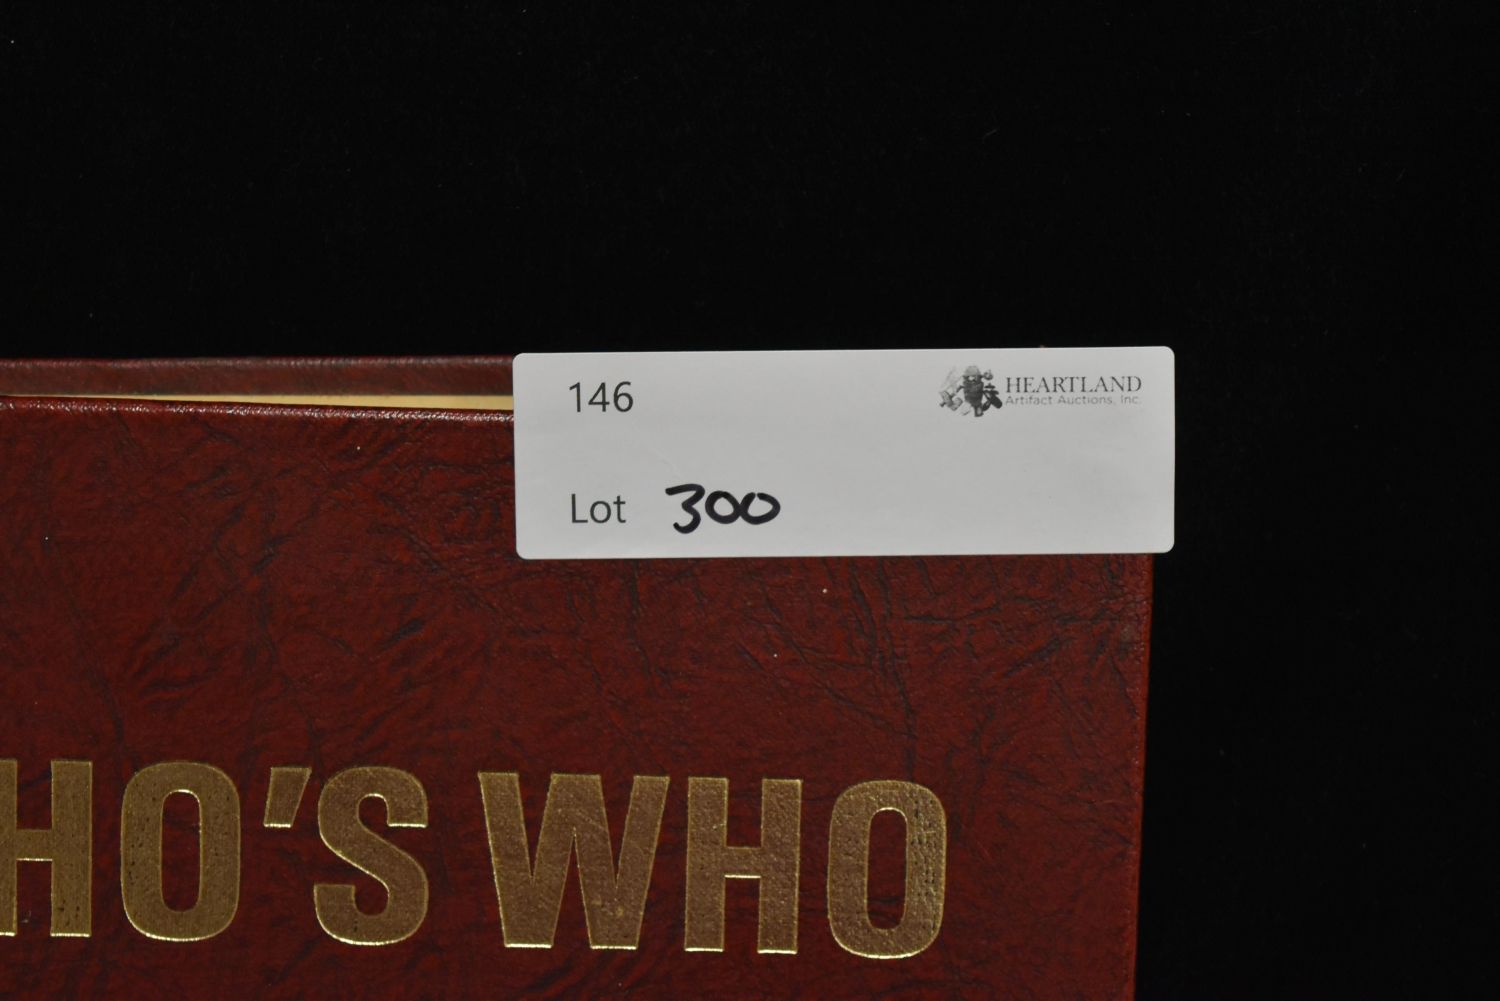 146
HEARTLAND
Artifact Auctions, Inc.
Lot 300
HO'S WHO